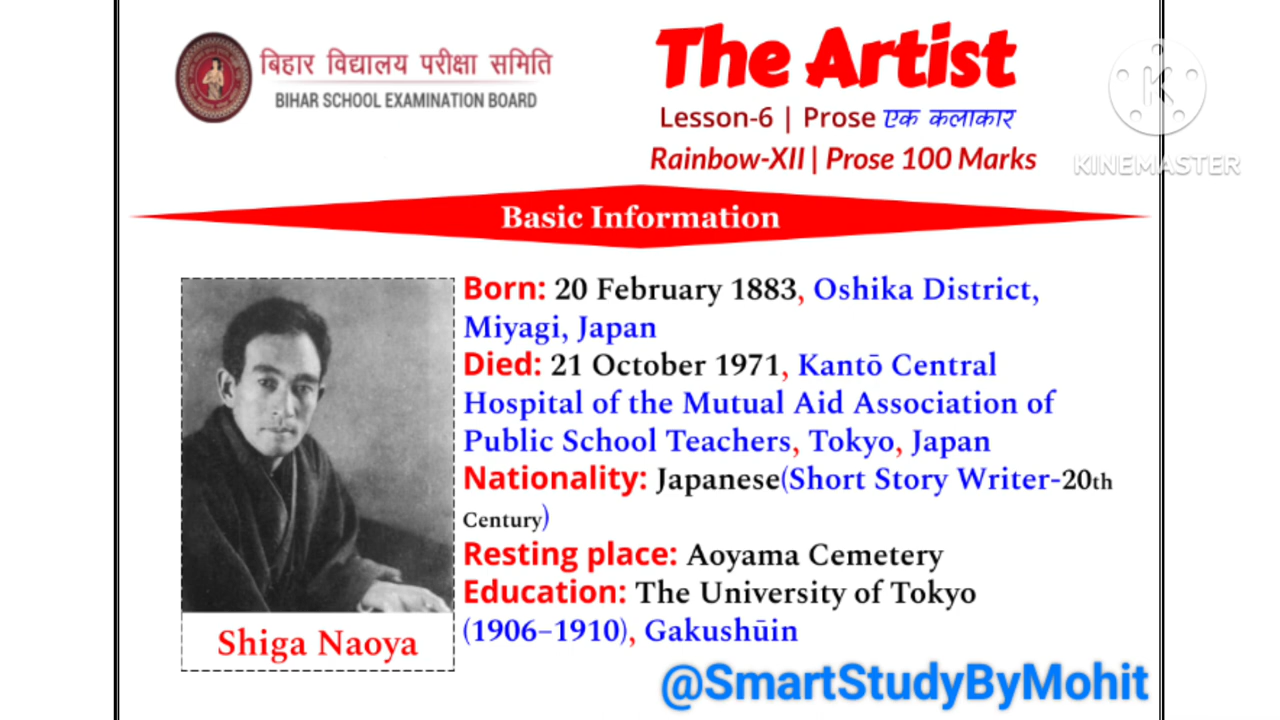 बिहार विद्यालय परीक्षा समिति
BIHAR SCHOOL EXAMINATION BOARD
The Artist
Lesson-6 | Prose एक कलाकार
Rainbow-XII | Prose 100 Marks
K
KINEMASTER
Basic Information
Born: 20 February 1883, Oshika District,
Miyagi, Japan
Died: 21 October 1971, Kantō Central
Hospital of the Mutual Aid Association of
Public School Teachers, Tokyo, Japan
Nationality: Japanese(Short Story Writer-20th
Century)
Resting place: Aoyama Cemetery
Education: The University of Tokyo
(1906–1910), Gakushūin
Shiga Naoya
@SmartStudyByMohit